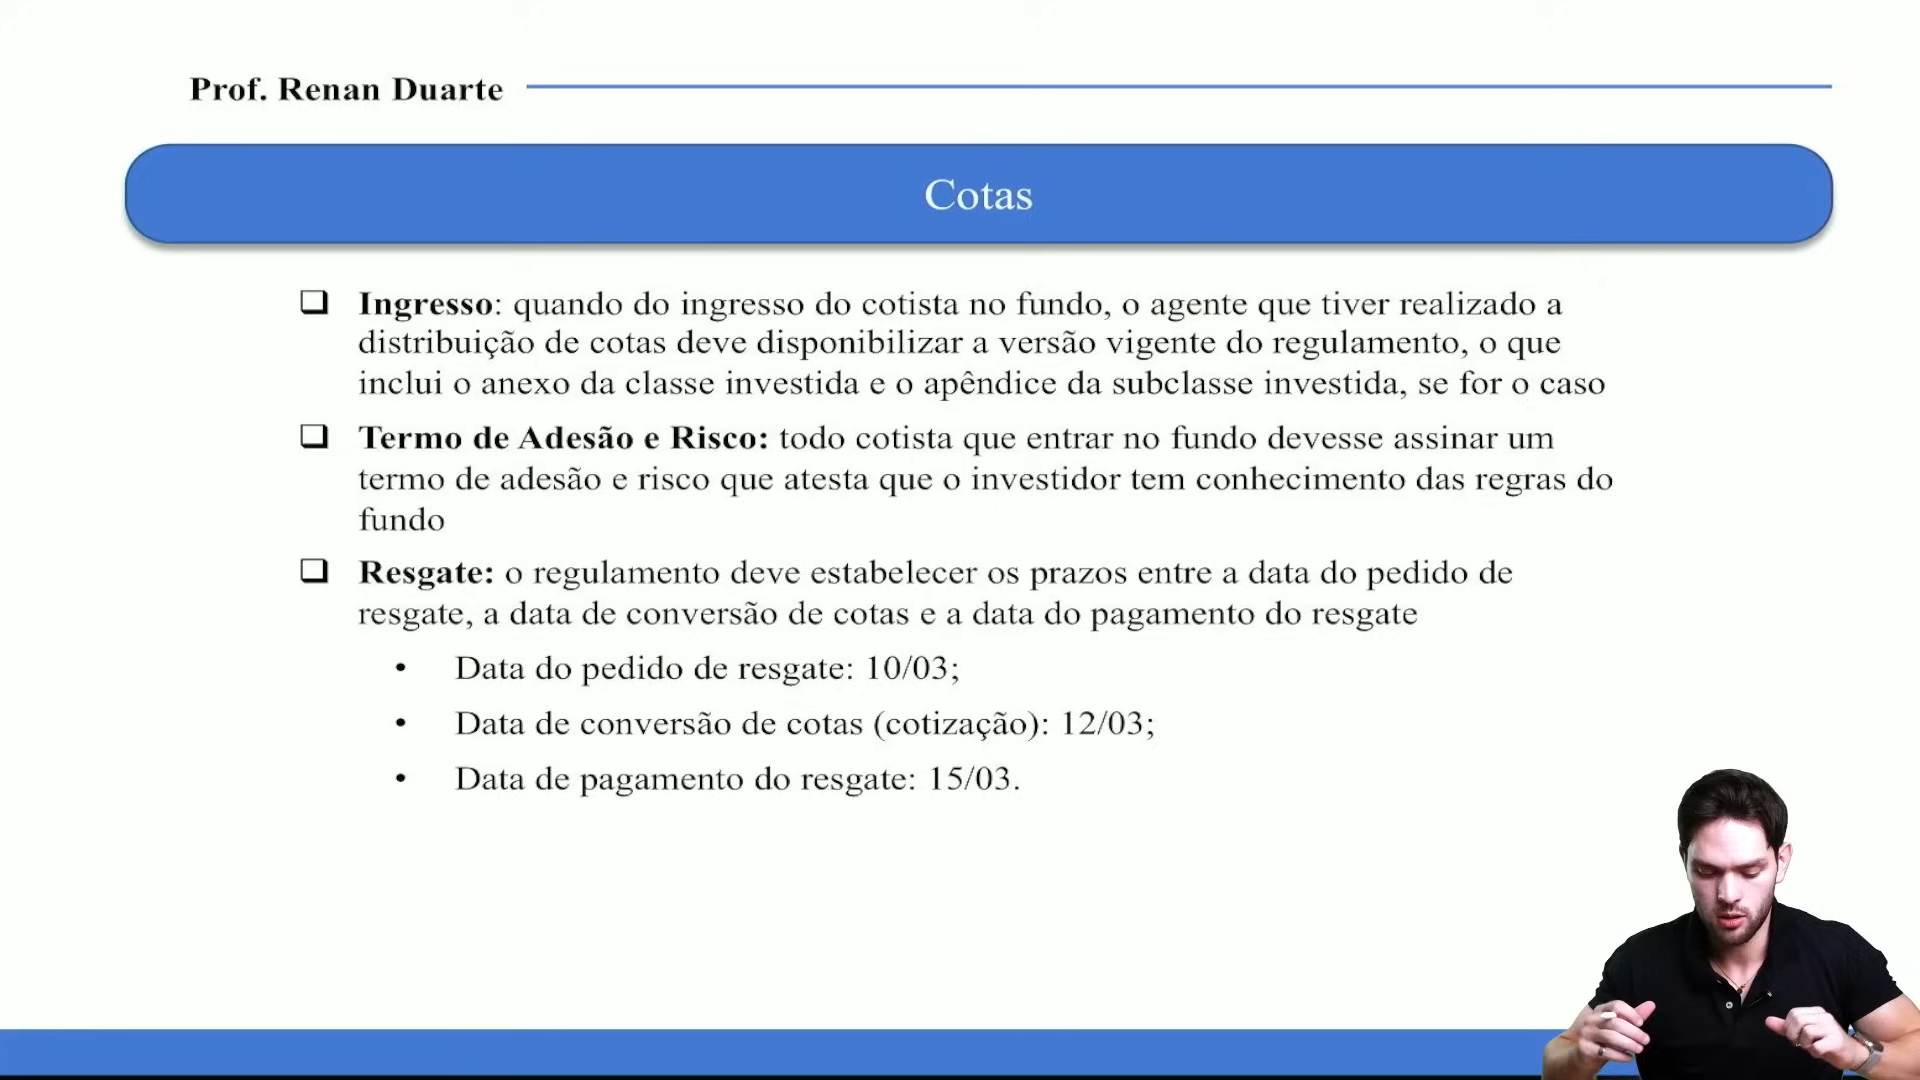 Prof. Renan Duarte
Cotas
❑ Ingresso: quando do ingresso do cotista no fundo, o agente que tiver realizado a
distribuição de cotas deve disponibilizar a versão vigente do regulamento, o que
inclui o anexo da classe investida e o apêndice da subclasse investida, se for o caso
❑ Termo de Adesão e Risco: todo cotista que entrar no fundo devesse assinar um
termo de adesão e risco que atesta que o investidor tem conhecimento das regras do
fundo
❑ Resgate: o regulamento deve estabelecer os prazos entre a data do pedido de
resgate, a data de conversão de cotas e a data do pagamento do resgate
• Data do pedido de resgate: 10/03;
• Data de conversão de cotas (cotização): 12/03;
• Data de pagamento do resgate: 15/03.